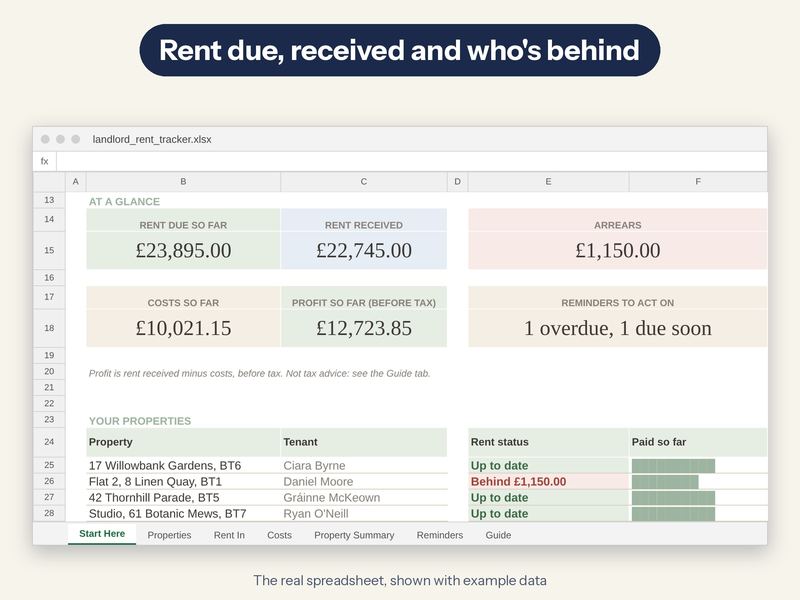 Rent due, received and who's behind
landlord_rent_tracker.xlsx
fx
A B C D E F
13 AT A GLANCE
14 RENT DUE SO FAR RENT RECEIVED ARREARS
15 £23,895.00 £22,745.00 £1,150.00
16
17 COSTS SO FAR PROFIT SO FAR (BEFORE TAX) REMINDERS TO ACT ON
18 £10,021.15 £12,723.85 1 overdue, 1 due soon
19
20 Profit is rent received minus costs, before tax. Not tax advice: see the Guide tab.
21
22
23 YOUR PROPERTIES
24 Property Tenant Rent status Paid so far
25 17 Willowbank Gardens, BT6 Ciara Byrne Up to date
26 Flat 2, 8 Linen Quay, BT1 Daniel Moore Behind £1,150.00
27 42 Thornhill Parade, BT5 Gráinne McKeown Up to date
28 Studio, 61 Botanic Mews, BT7 Ryan O'Neill Up to date
Start Here Properties Rent In Costs Property Summary Reminders Guide
The real spreadsheet, shown with example data